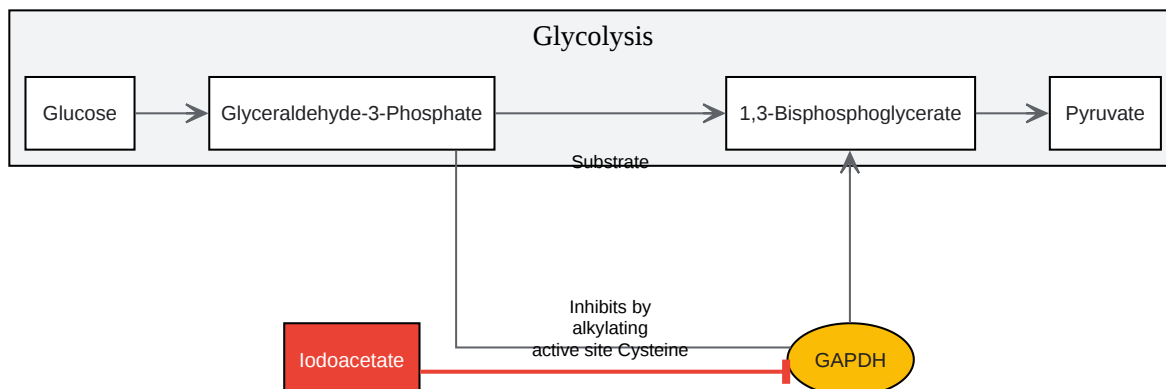 Glycolysis
Glucose
Glyceraldehyde-3-Phosphate
1,3-Bisphosphoglycerate
Pyruvate
Substrate
Inhibits by
alkylating
active site Cysteine
Iodoacetate
GAPDH